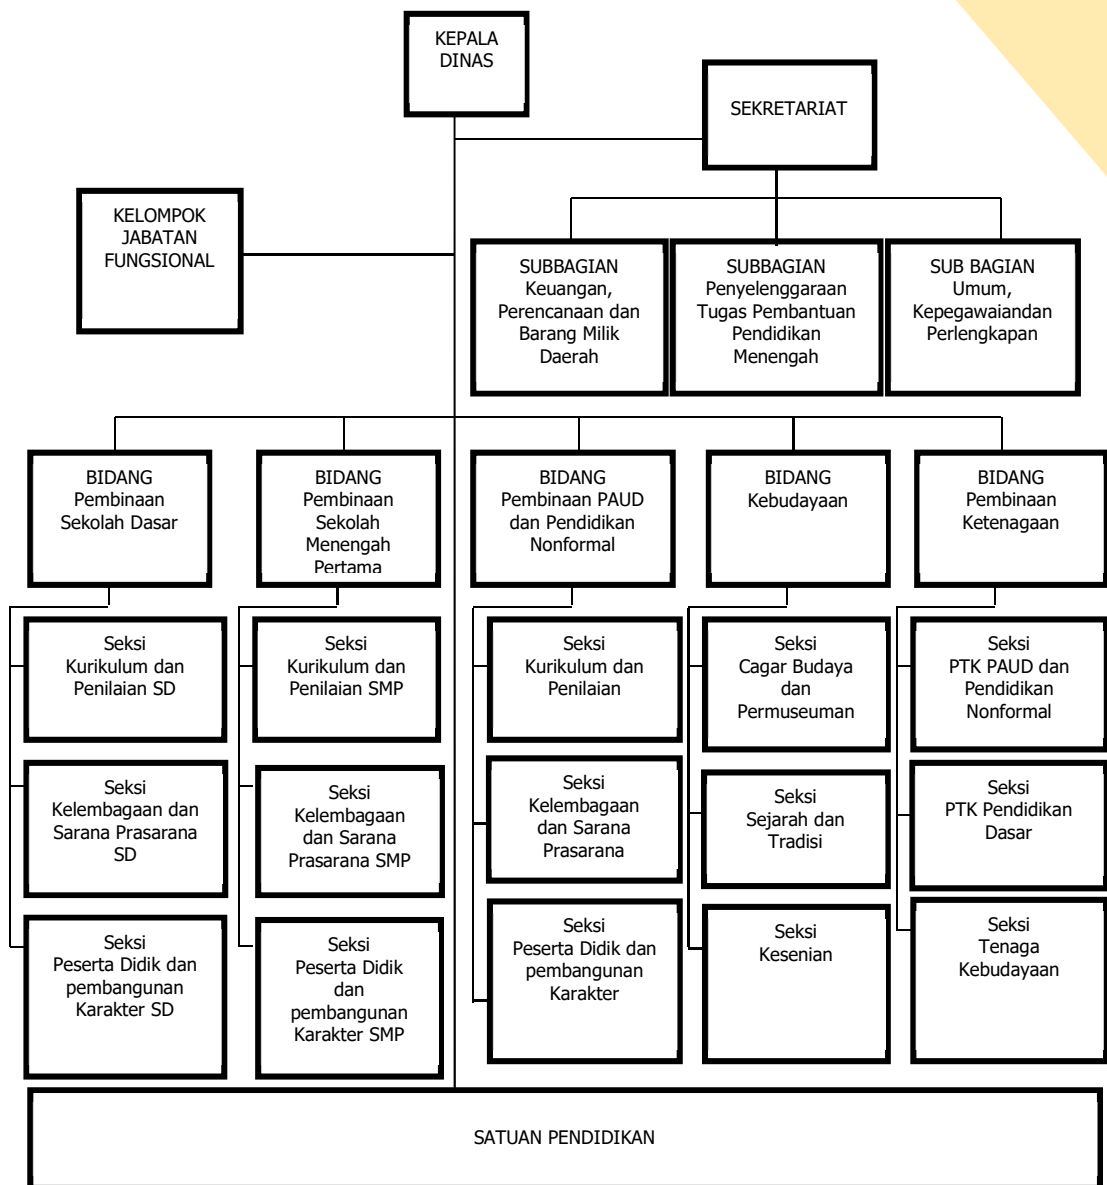 KEPALA
DINAS
SEKRETARIAT
KELOMPOK
JABATAN
FUNGSIONAL
SUBBAGIAN
Keuangan,
Perencanaan dan
Barang Milik
Daerah
SUBBAGIAN
Penyelenggaraan
Tugas Pembantuan
Pendidikan
Menengah
SUB BAGIAN
Umum,
Kepegawaiandan
Perlengkapan
BIDANG
Pembinaan
Sekolah Dasar
BIDANG
Pembinaan
Sekolah
Menengah
Pertama
BIDANG
Pembinaan PAUD
dan Pendidikan
Nonformal
BIDANG
Kebudayaan
BIDANG
Pembinaan
Ketenagaan
Seksi
Kurikulum dan
Penilaian SD
Seksi
Kurikulum dan
Penilaian SMP
Seksi
Kurikulum dan
Penilaian
Seksi
Cagar Budaya
dan
Permuseuman
Seksi
PTK PAUD dan
Pendidikan
Nonformal
Seksi
Kelembagaan dan
Sarana Prasarana
SD
Seksi
Kelembagaan
dan Sarana
Prasarana SMP
Seksi
Kelembagaan
dan Sarana
Prasarana
Seksi
Sejarah dan
Tradisi
Seksi
PTK Pendidikan
Dasar
Seksi
Peserta Didik dan
pembangunan
Karakter SD
Seksi
Peserta Didik
dan
pembangunan
Karakter SMP
Seksi
Peserta Didik dan
pembangunan
Karakter
Seksi
Kesenian
Seksi
Tenaga
Kebudayaan
SATUAN PENDIDIKAN